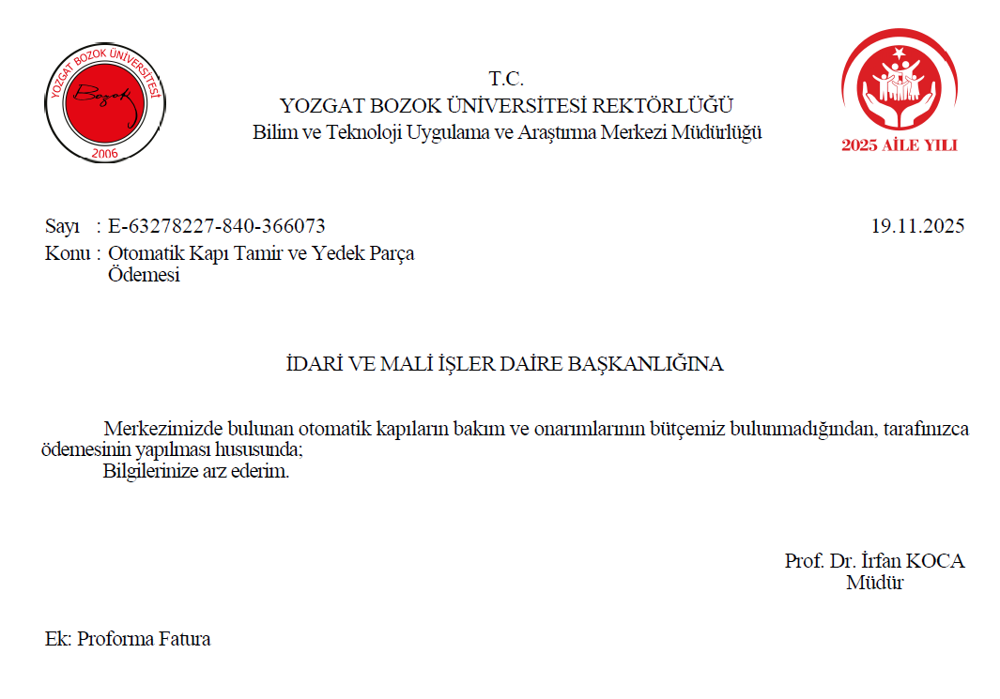 YOZGAT BOZOK ÜNİVERSİTESİ
Bozok
2006
2025 AİLE YILI
T.C.
YOZGAT BOZOK ÜNİVERSİTESİ REKTÖRLÜĞÜ
Bilim ve Teknoloji Uygulama ve Araştırma Merkezi Müdürlüğü
Sayı : E-63278227-840-366073 19.11.2025
Konu : Otomatik Kapı Tamir ve Yedek Parça
Ödemesi
İDARİ VE MALİ İŞLER DAİRE BAŞKANLIĞINA
Merkezimizde bulunan otomatik kapıların bakım ve onarımlarının bütçemiz bulunmadığından, tarafınızca
ödemesinin yapılması hususunda;
Bilgilerinize arz ederim.
Prof. Dr. İrfan KOCA
Müdür
Ek: Proforma Fatura